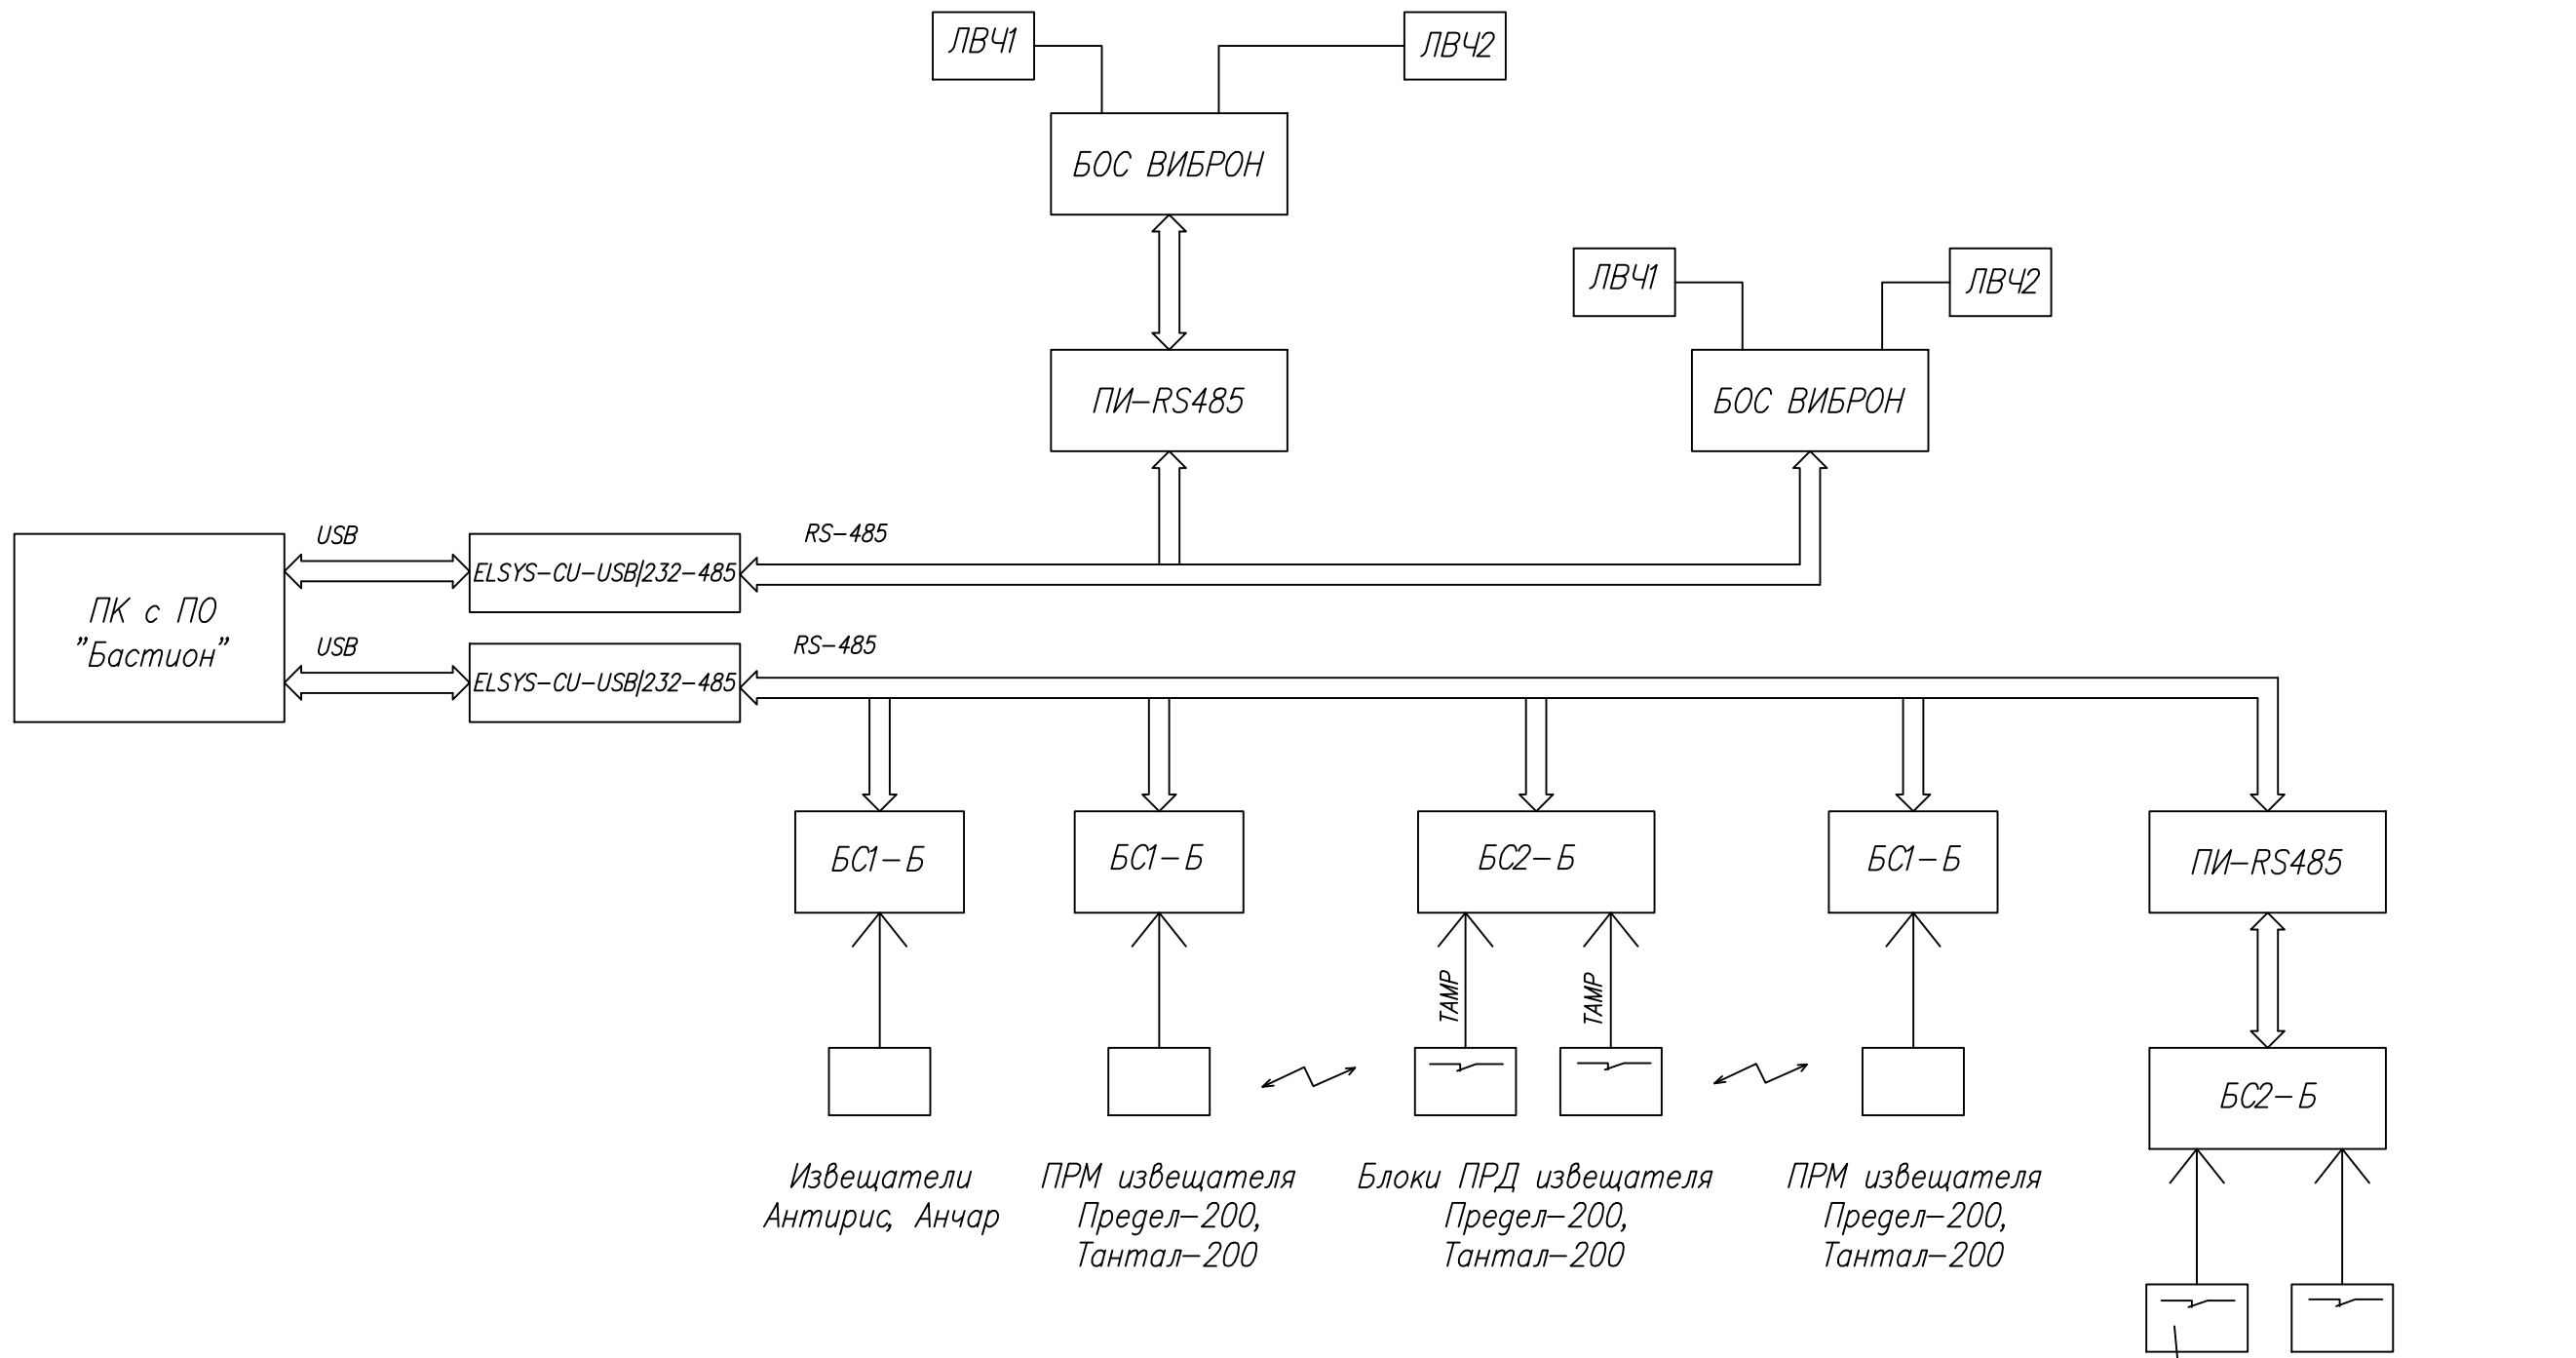 ЛВЧ1
ЛВЧ2
БОС ВИБРОН
ЛВЧ1
ЛВЧ2
ПИ-RS485
БОС ВИБРОН
USB
RS-485
ELSYS-CU-USB/232-485
ПК с ПО
"Бастион"
USB
RS-485
ELSYS-CU-USB/232-485
БС1-Б
БС1-Б
БС2-Б
БС1-Б
ПИ-RS485
ТАМР
ТАМР
БС2-Б
Извещатели
Антирис, Анчар
ПРМ извещателя
Предел-200,
Тантал-200
Блоки ПРД извещателя
Предел-200,
Тантал-200
ПРМ извещателя
Предел-200,
Тантал-200